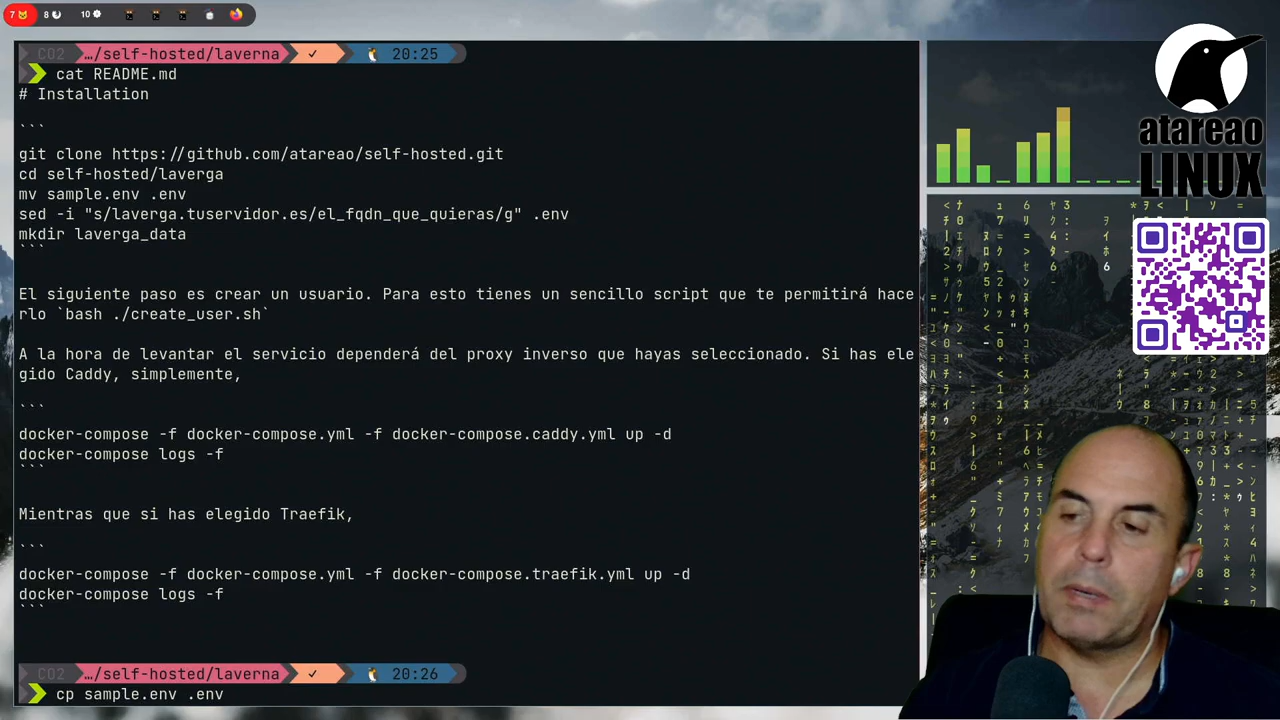 7 8 10
CO2 …/self-hosted/laverna ✓ 20:25
cat README.md
# Installation
```
git clone https://github.com/atareao/self-hosted.git
cd self-hosted/laverga
mv sample.env .env
sed -i "s/laverga.tuservidor.es/el_fqdn_que_quieras/g" .env
mkdir laverga_data
```
El siguiente paso es crear un usuario. Para esto tienes un sencillo script que te permitirá hace
rlo `bash ./create_user.sh`
A la hora de levantar el servicio dependerá del proxy inverso que hayas seleccionado. Si has ele
gido Caddy, simplemente,
```
docker-compose -f docker-compose.yml -f docker-compose.caddy.yml up -d
docker-compose logs -f
```
Mientras que si has elegido Traefik,
```
docker-compose -f docker-compose.yml -f docker-compose.traefik.yml up -d
docker-compose logs -f
```
CO2 …/self-hosted/laverna ✓ 20:26
cp sample.env .env
atareao
LINUX